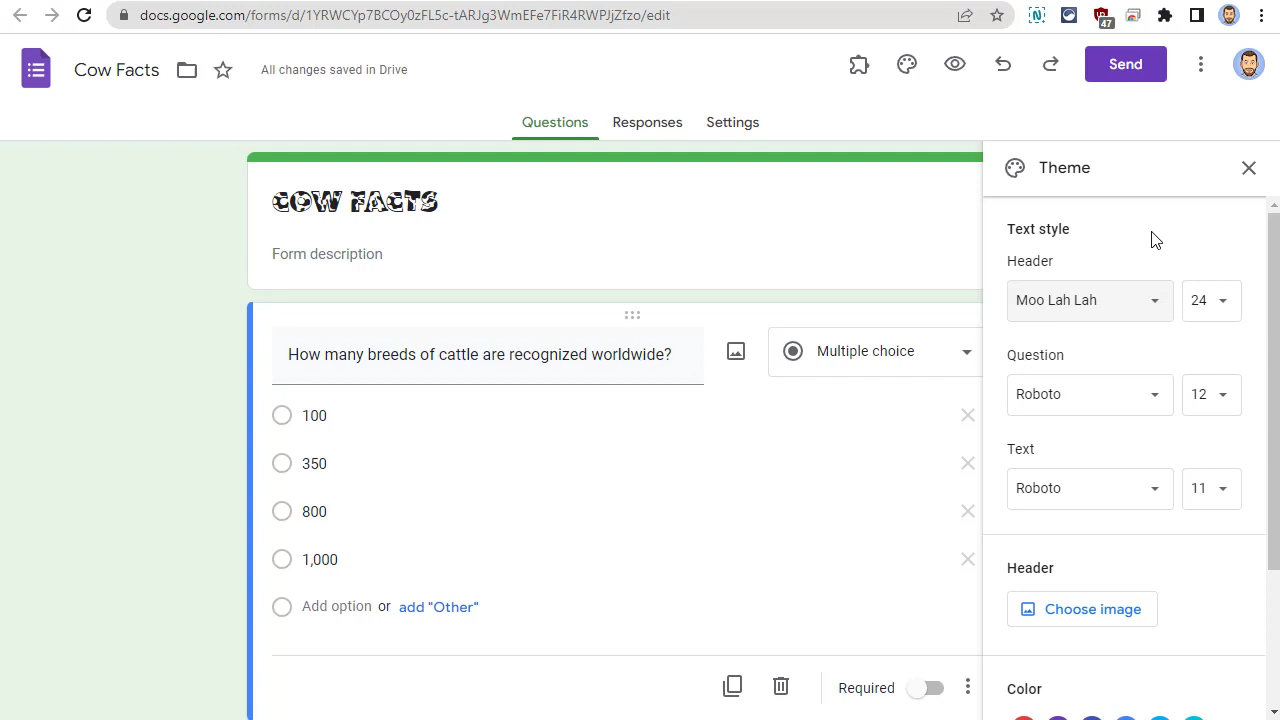 docs.google.com/forms/d/1YRWCYp7BC0y0zFL5c-tAPJg3WmEFe7FiR4RWPJjZfzo/edit
47
Cow Facts
All changes saved in Drive
Send
Questions
Responses
Settings
COW FACTS
Form description
How many breeds of cattle are recognized worldwide?
Multiple choice
100
350
800
1,000
Add option or add "Other"
Required
Theme
Text style
Header
Moo Lah Lah
24
Question
Roboto
12
Text
Roboto
11
Header
Choose image
Color